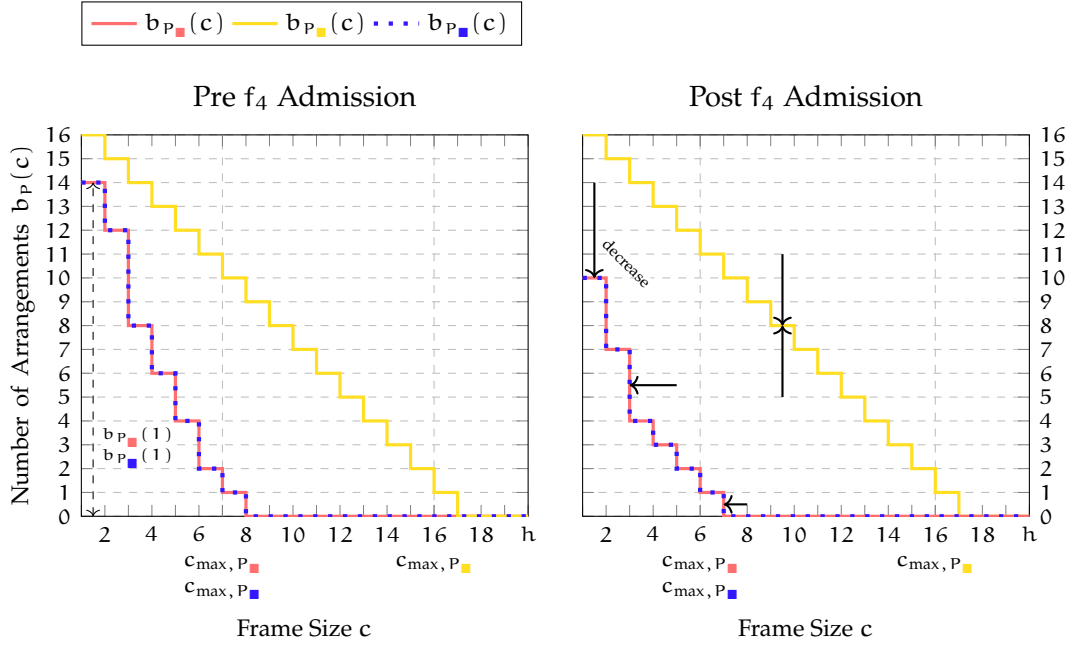 b_P■(c) b_P■(c) b_P■(c)
Pre f₄ Admission
Post f₄ Admission
Number of Arrangements b_P(c)
16
15
14
13
12
11
10
9
8
7
6
5
4
3
2
1
0
b_P■(1)
b_P■(1)
2 4 6 8 10 12 14 16 18 h
c_max,P■ c_max,P■
c_max,P■
Frame Size c
decrease
16
15
14
13
12
11
10
9
8
7
6
5
4
3
2
1
0
2 4 6 8 10 12 14 16 18 h
c_max,P■ c_max,P■
c_max,P■
Frame Size c